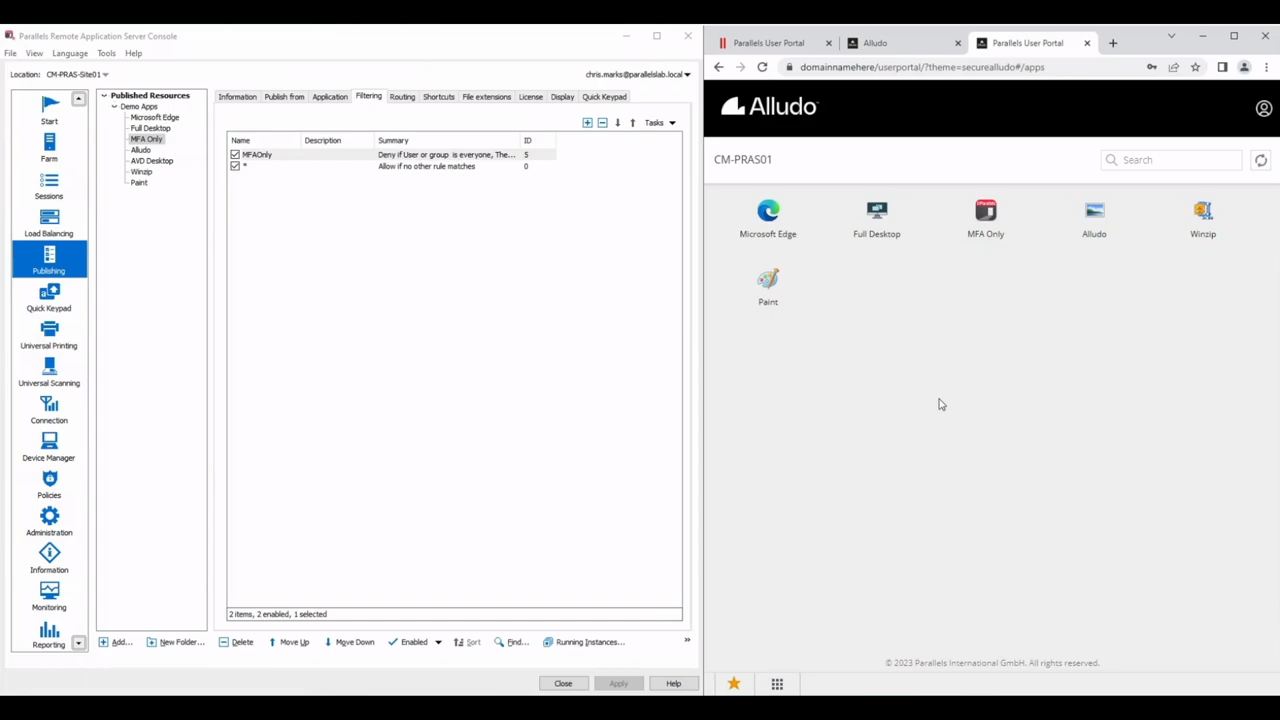 Parallels Remote Application Server Console
File View Language Tools Help
Location: CM-PRAS-Site01
chris.marks@parallelslab.local
Start
Farm
Sessions
Load Balancing
Publishing
Quick Keypad
Universal Printing
Universal Scanning
Connection
Device Manager
Policies
Administration
Information
Monitoring
Reporting
Published Resources
Demo Apps
Microsoft Edge
Full Desktop
MFA Only
Alludo
AVD Desktop
Winzip
Paint
Information Publish from Application Filtering Routing Shortcuts File extensions License Display Quick Keypad
Tasks
Name Description Summary ID
MFAOnly Deny if User or group is everyone, The... 5
* Allow if no other rule matches 0
2 items, 2 enabled, 1 selected
Add... New Folder... Delete Move Up Move Down Enabled Sort Find... Running Instances... »
Close Apply Help
Parallels User Portal
Alludo
Parallels User Portal
domainnamehere/userportal/?theme=securealludo#/apps
Alludo
CM-PRAS01
Search
Microsoft Edge
Full Desktop
MFA Only
Alludo
Winzip
Paint
© 2023 Parallels International GmbH. All rights reserved.